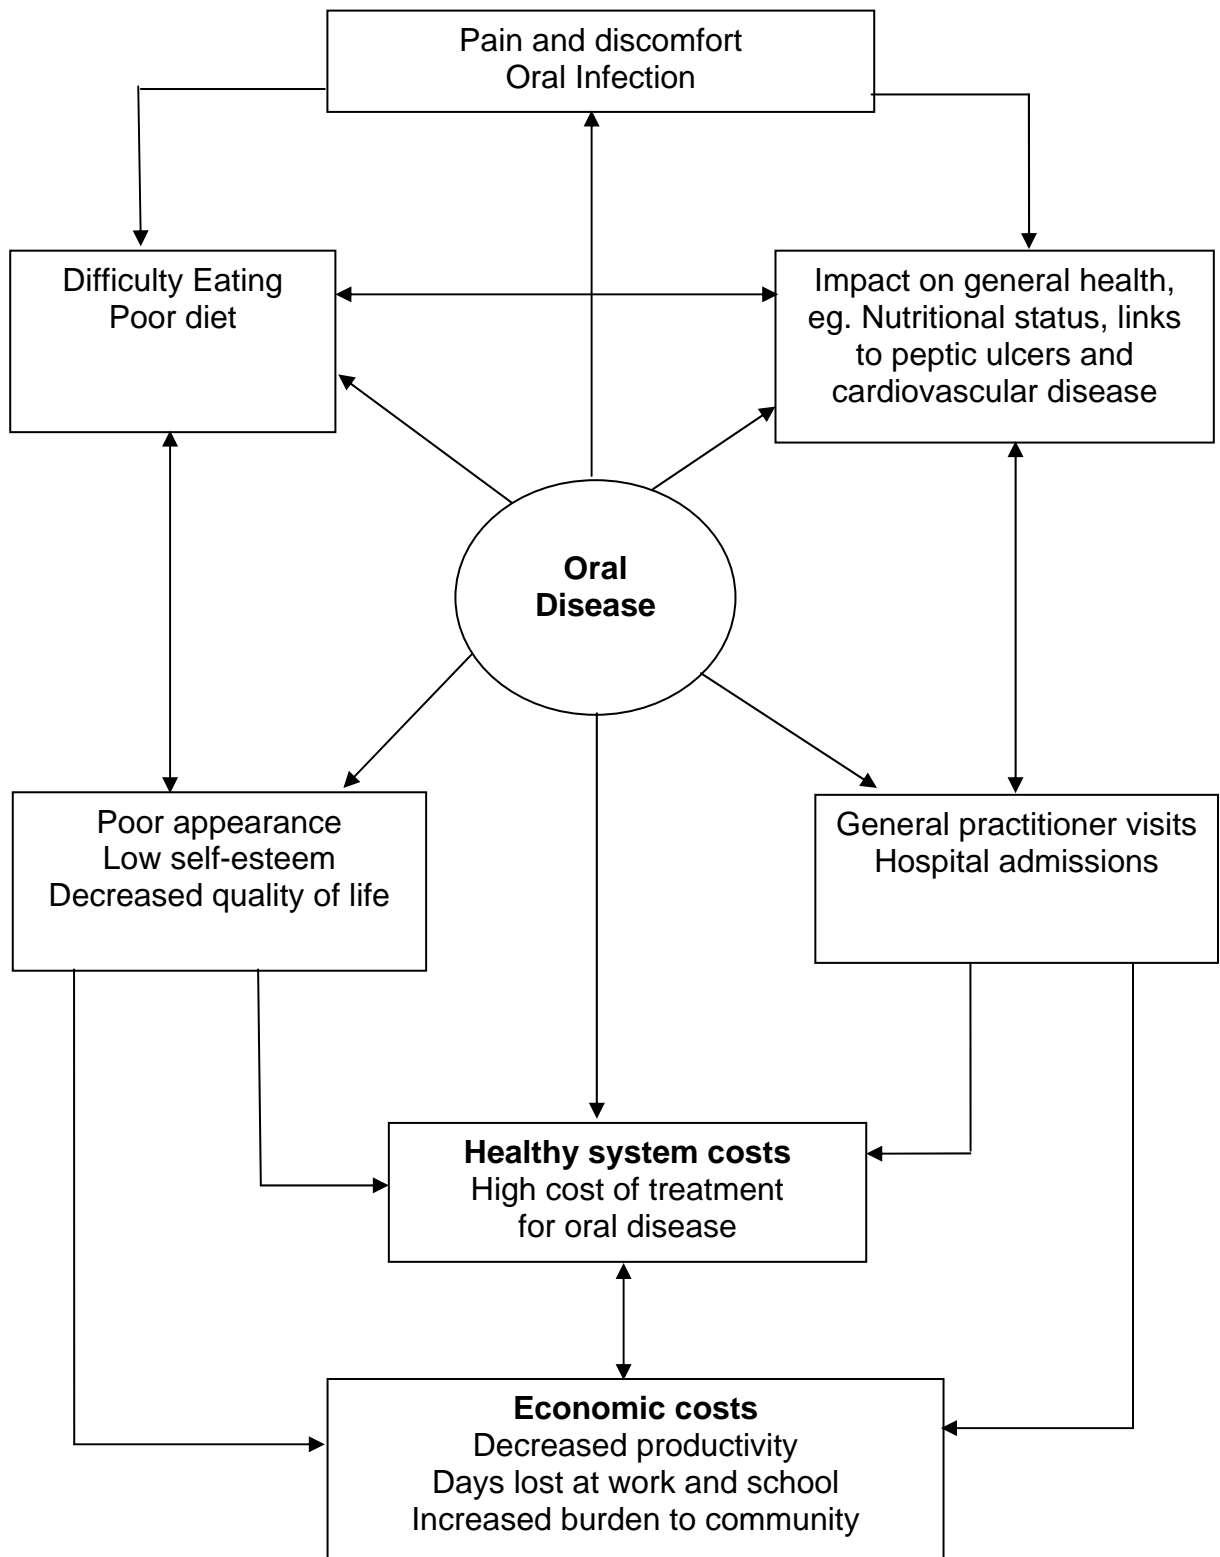 Pain and discomfort
Oral Infection
Difficulty Eating
Poor diet
Impact on general health,
eg. Nutritional status, links
to peptic ulcers and
cardiovascular disease
Oral
Disease
Poor appearance
Low self-esteem
Decreased quality of life
General practitioner visits
Hospital admissions
Healthy system costs
High cost of treatment
for oral disease
Economic costs
Decreased productivity
Days lost at work and school
Increased burden to community